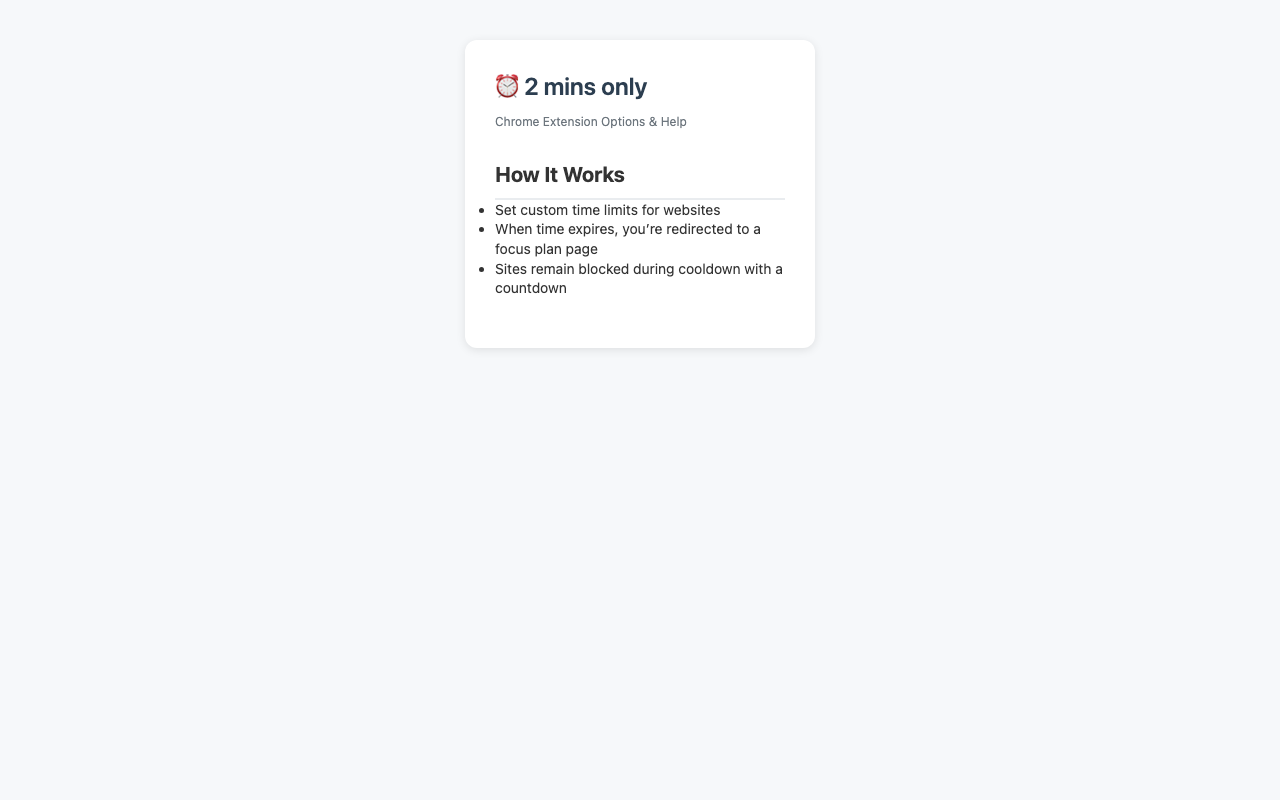 ⏰ 2 mins only
Chrome Extension Options & Help
How It Works
• Set custom time limits for websites
• When time expires, you’re redirected to a
focus plan page
• Sites remain blocked during cooldown with a
countdown